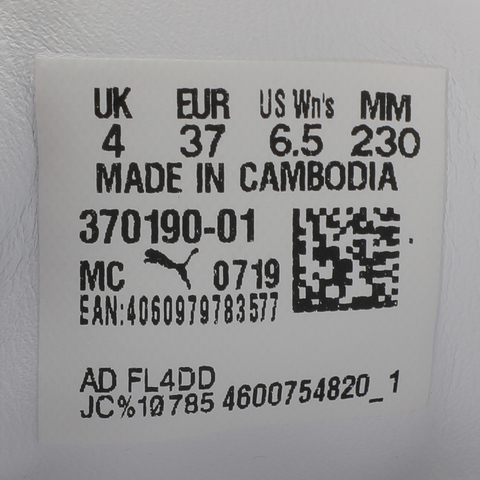 UK EUR US Wn's MM
4 37 6.5 230
MADE IN CAMBODIA
370190-01
MC 0719
EAN:4060979783577
AD FL4DD
JC%10785 4600754820_1